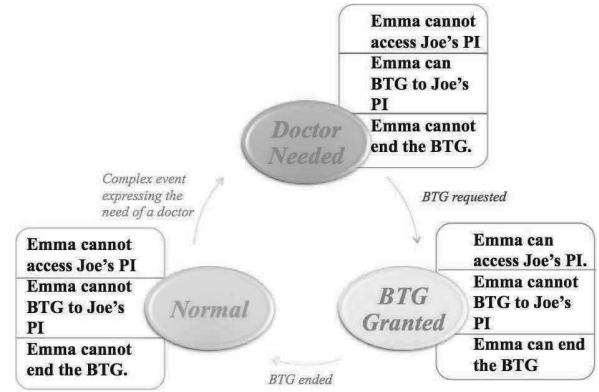 Emma cannot
access Joe's PI
Emma can
BTG to Joe's
PI
Emma cannot
end the BTG.
Doctor
Needed
Complex event
expressing the
need of a doctor
BTG requested
Emma cannot
access Joe's PI
Emma cannot
BTG to Joe's
PI
Emma cannot
end the BTG.
Normal
BTG
Granted
Emma can
access Joe's PI.
Emma cannot
BTG to Joe's
PI
Emma can end
the BTG
BTG ended